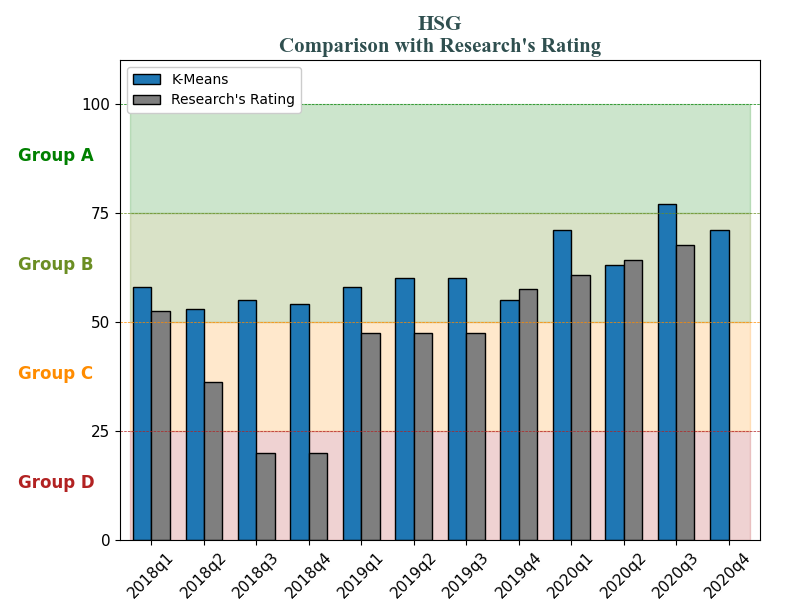 HSG
Comparison with Research's Rating
K-Means
Research's Rating
100
Group A
75
Group B
50
Group C
25
Group D
0
2018q1 2018q2 2018q3 2018q4 2019q1 2019q2 2019q3 2019q4 2020q1 2020q2 2020q3 2020q4